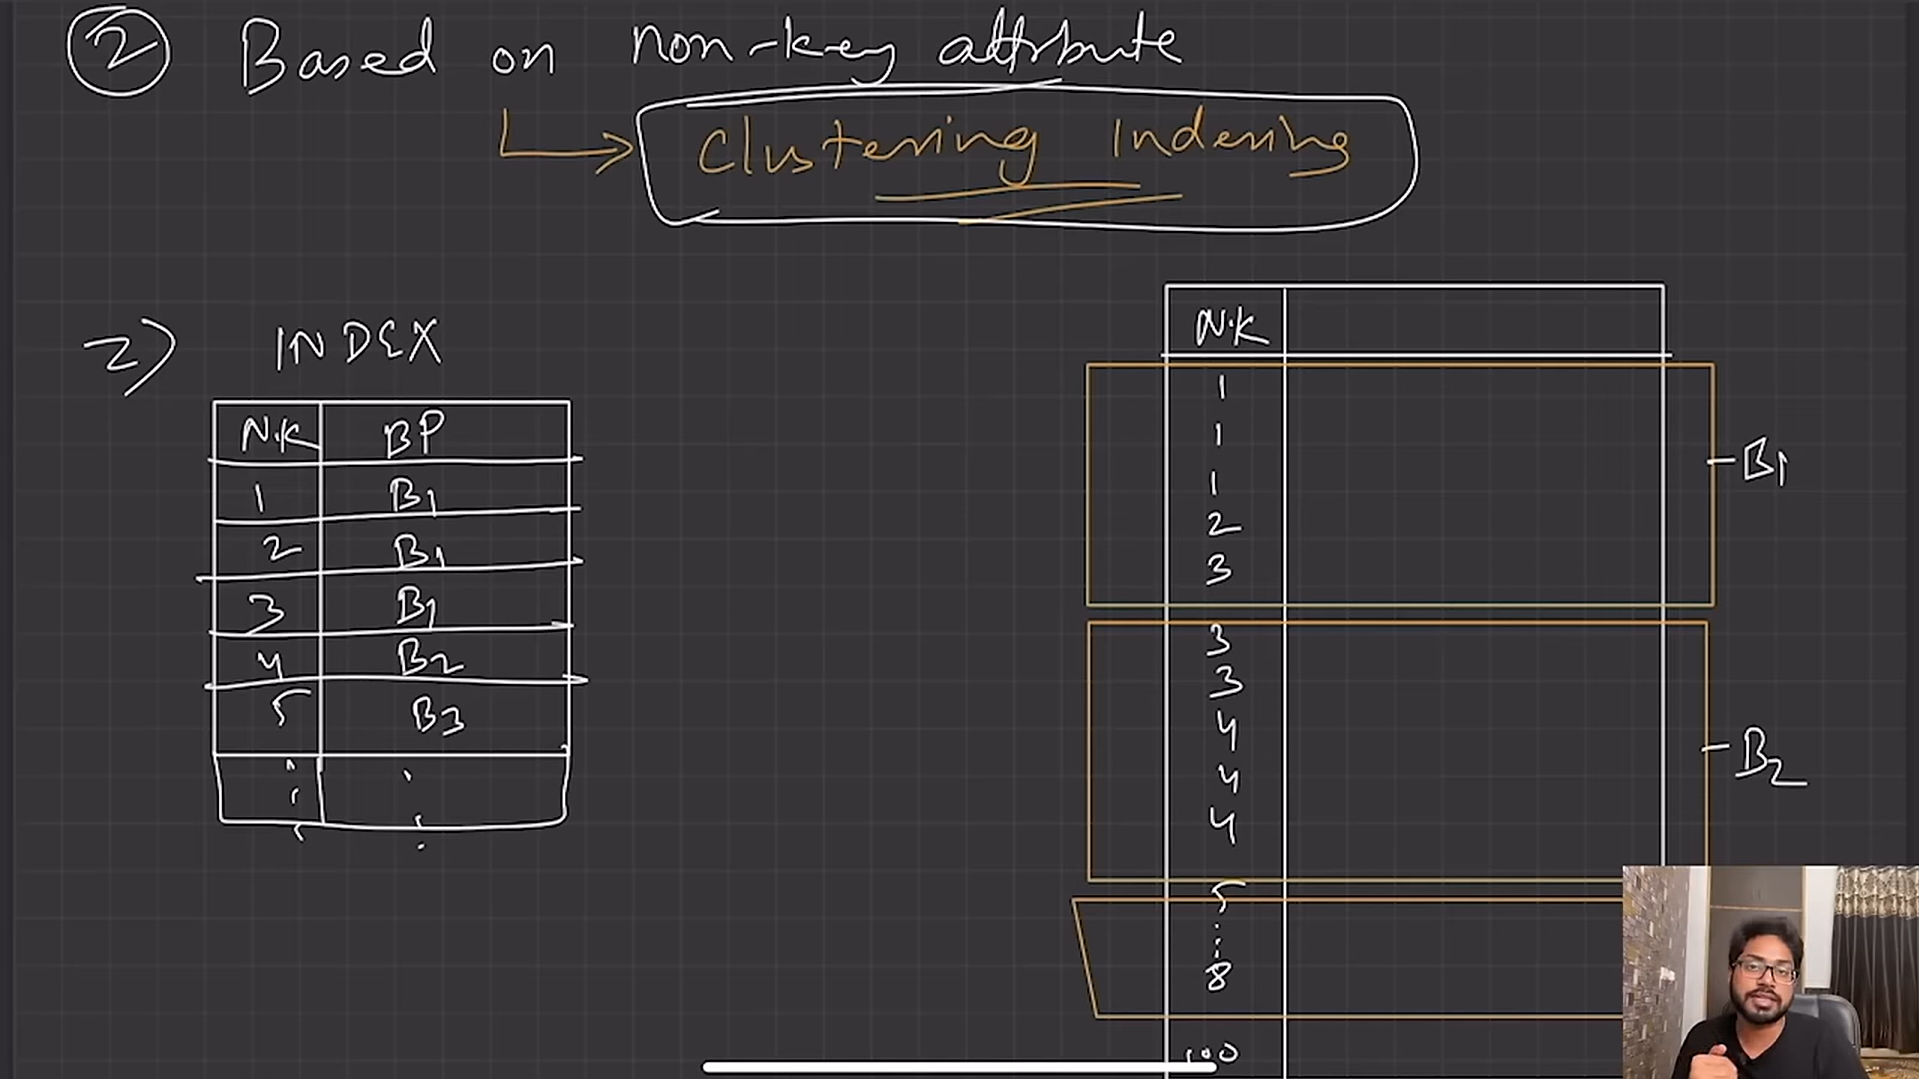 2 Based on non-key attribute
Clustering Indexing
2) INDEX
N.K BP
1 B1
2 B1
3 B1
4 B2
5 B3
N.K
1
1
1
2
3
B1
3
3
4
4
4
B2
5
8
100